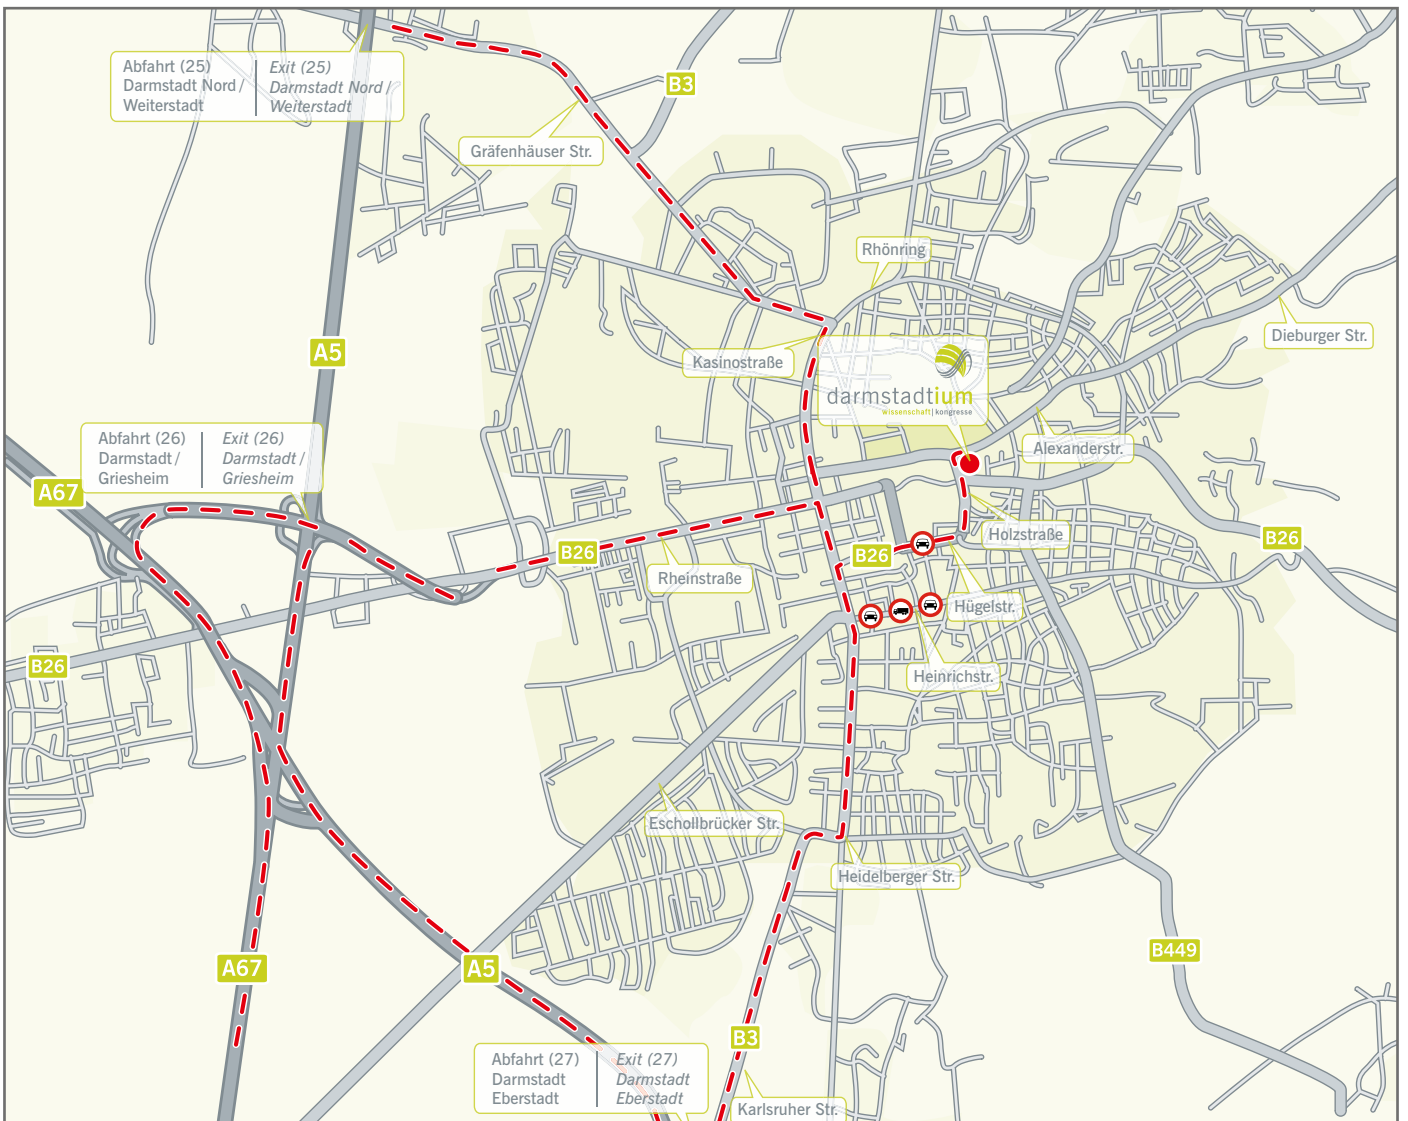 Abfahrt (25)
Darmstadt Nord /
Weiterstadt
Exit (25)
Darmstadt Nord /
Weiterstadt
B3
Gräfenhäuser Str.
Rhönring
Dieburger Str.
A5
Kasinostraße
darmstadtium
wissenschaft | kongresse
Abfahrt (26)
Darmstadt /
Griesheim
Exit (26)
Darmstadt /
Griesheim
Alexanderstr.
A67
Holzstraße
B26
B26
B26
Rheinstraße
Hügelstr.
B26
Heinrichstr.
Eschollbrücker Str.
Heidelberger Str.
B449
A67
A5
B3
Abfahrt (27)
Darmstadt
Eberstadt
Exit (27)
Darmstadt
Eberstadt
Karlsruher Str.